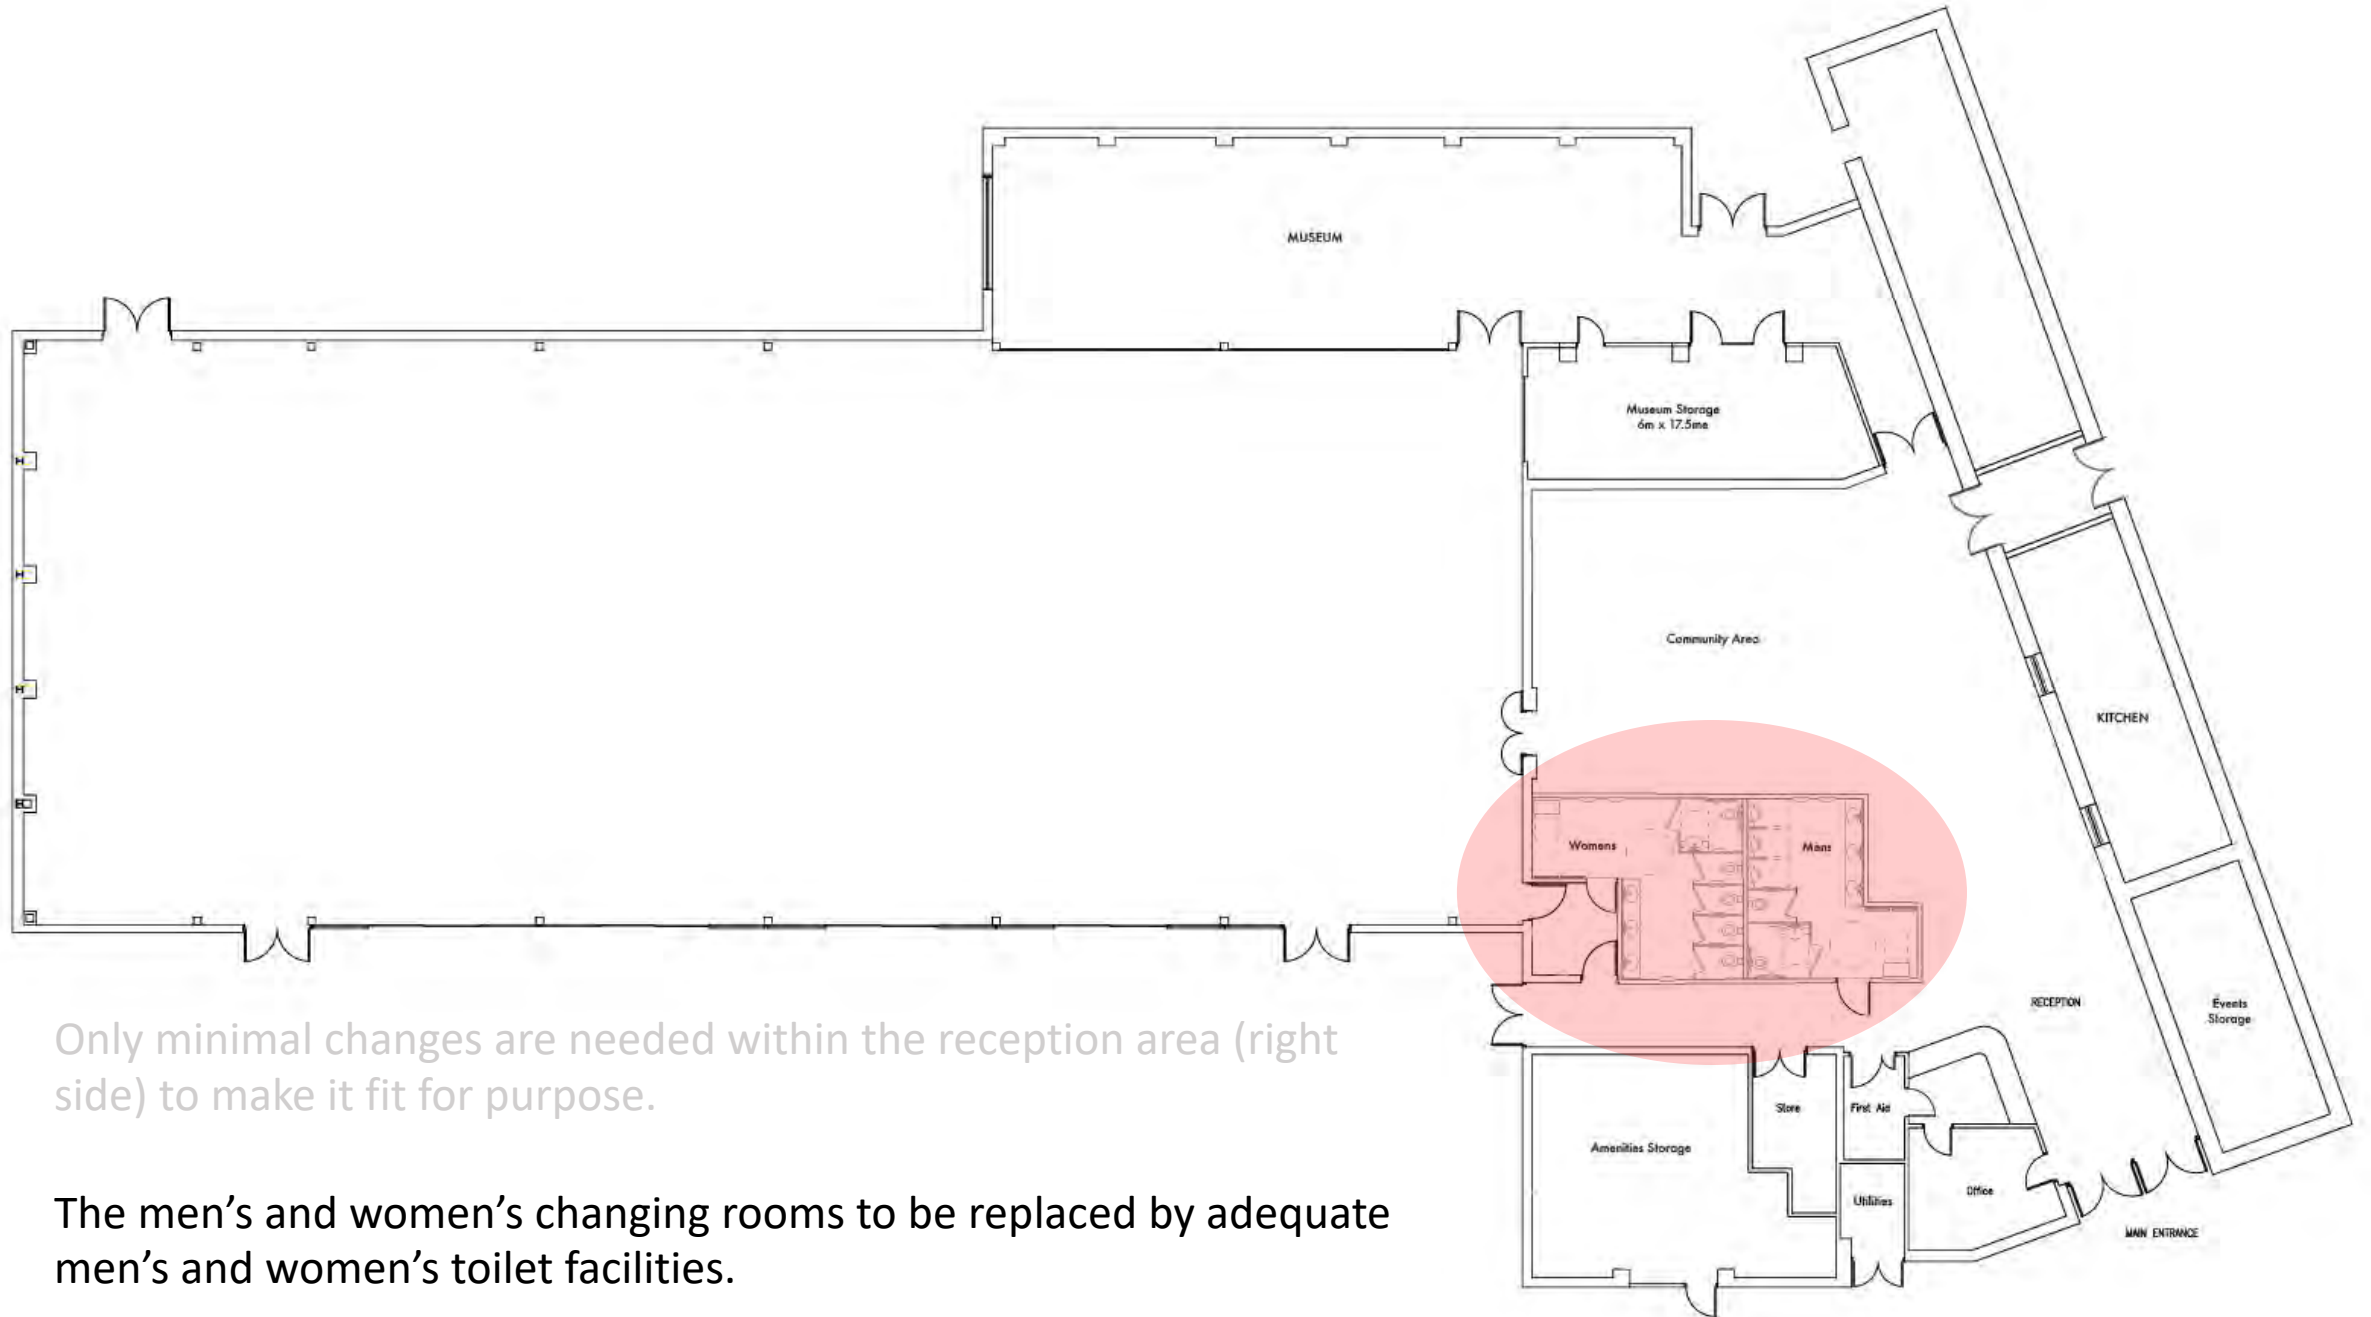 MUSEUM
Museum Storage
6m x 17.5me
Community Area
KITCHEN
Womens
Mens
RECEPTION
Events
Storage
Only minimal changes are needed within the reception area (right
side) to make it fit for purpose.
Store
First Aid
Amenities Storage
Utilities
Office
The men’s and women’s changing rooms to be replaced by adequate
men’s and women’s toilet facilities.
MAIN ENTRANCE